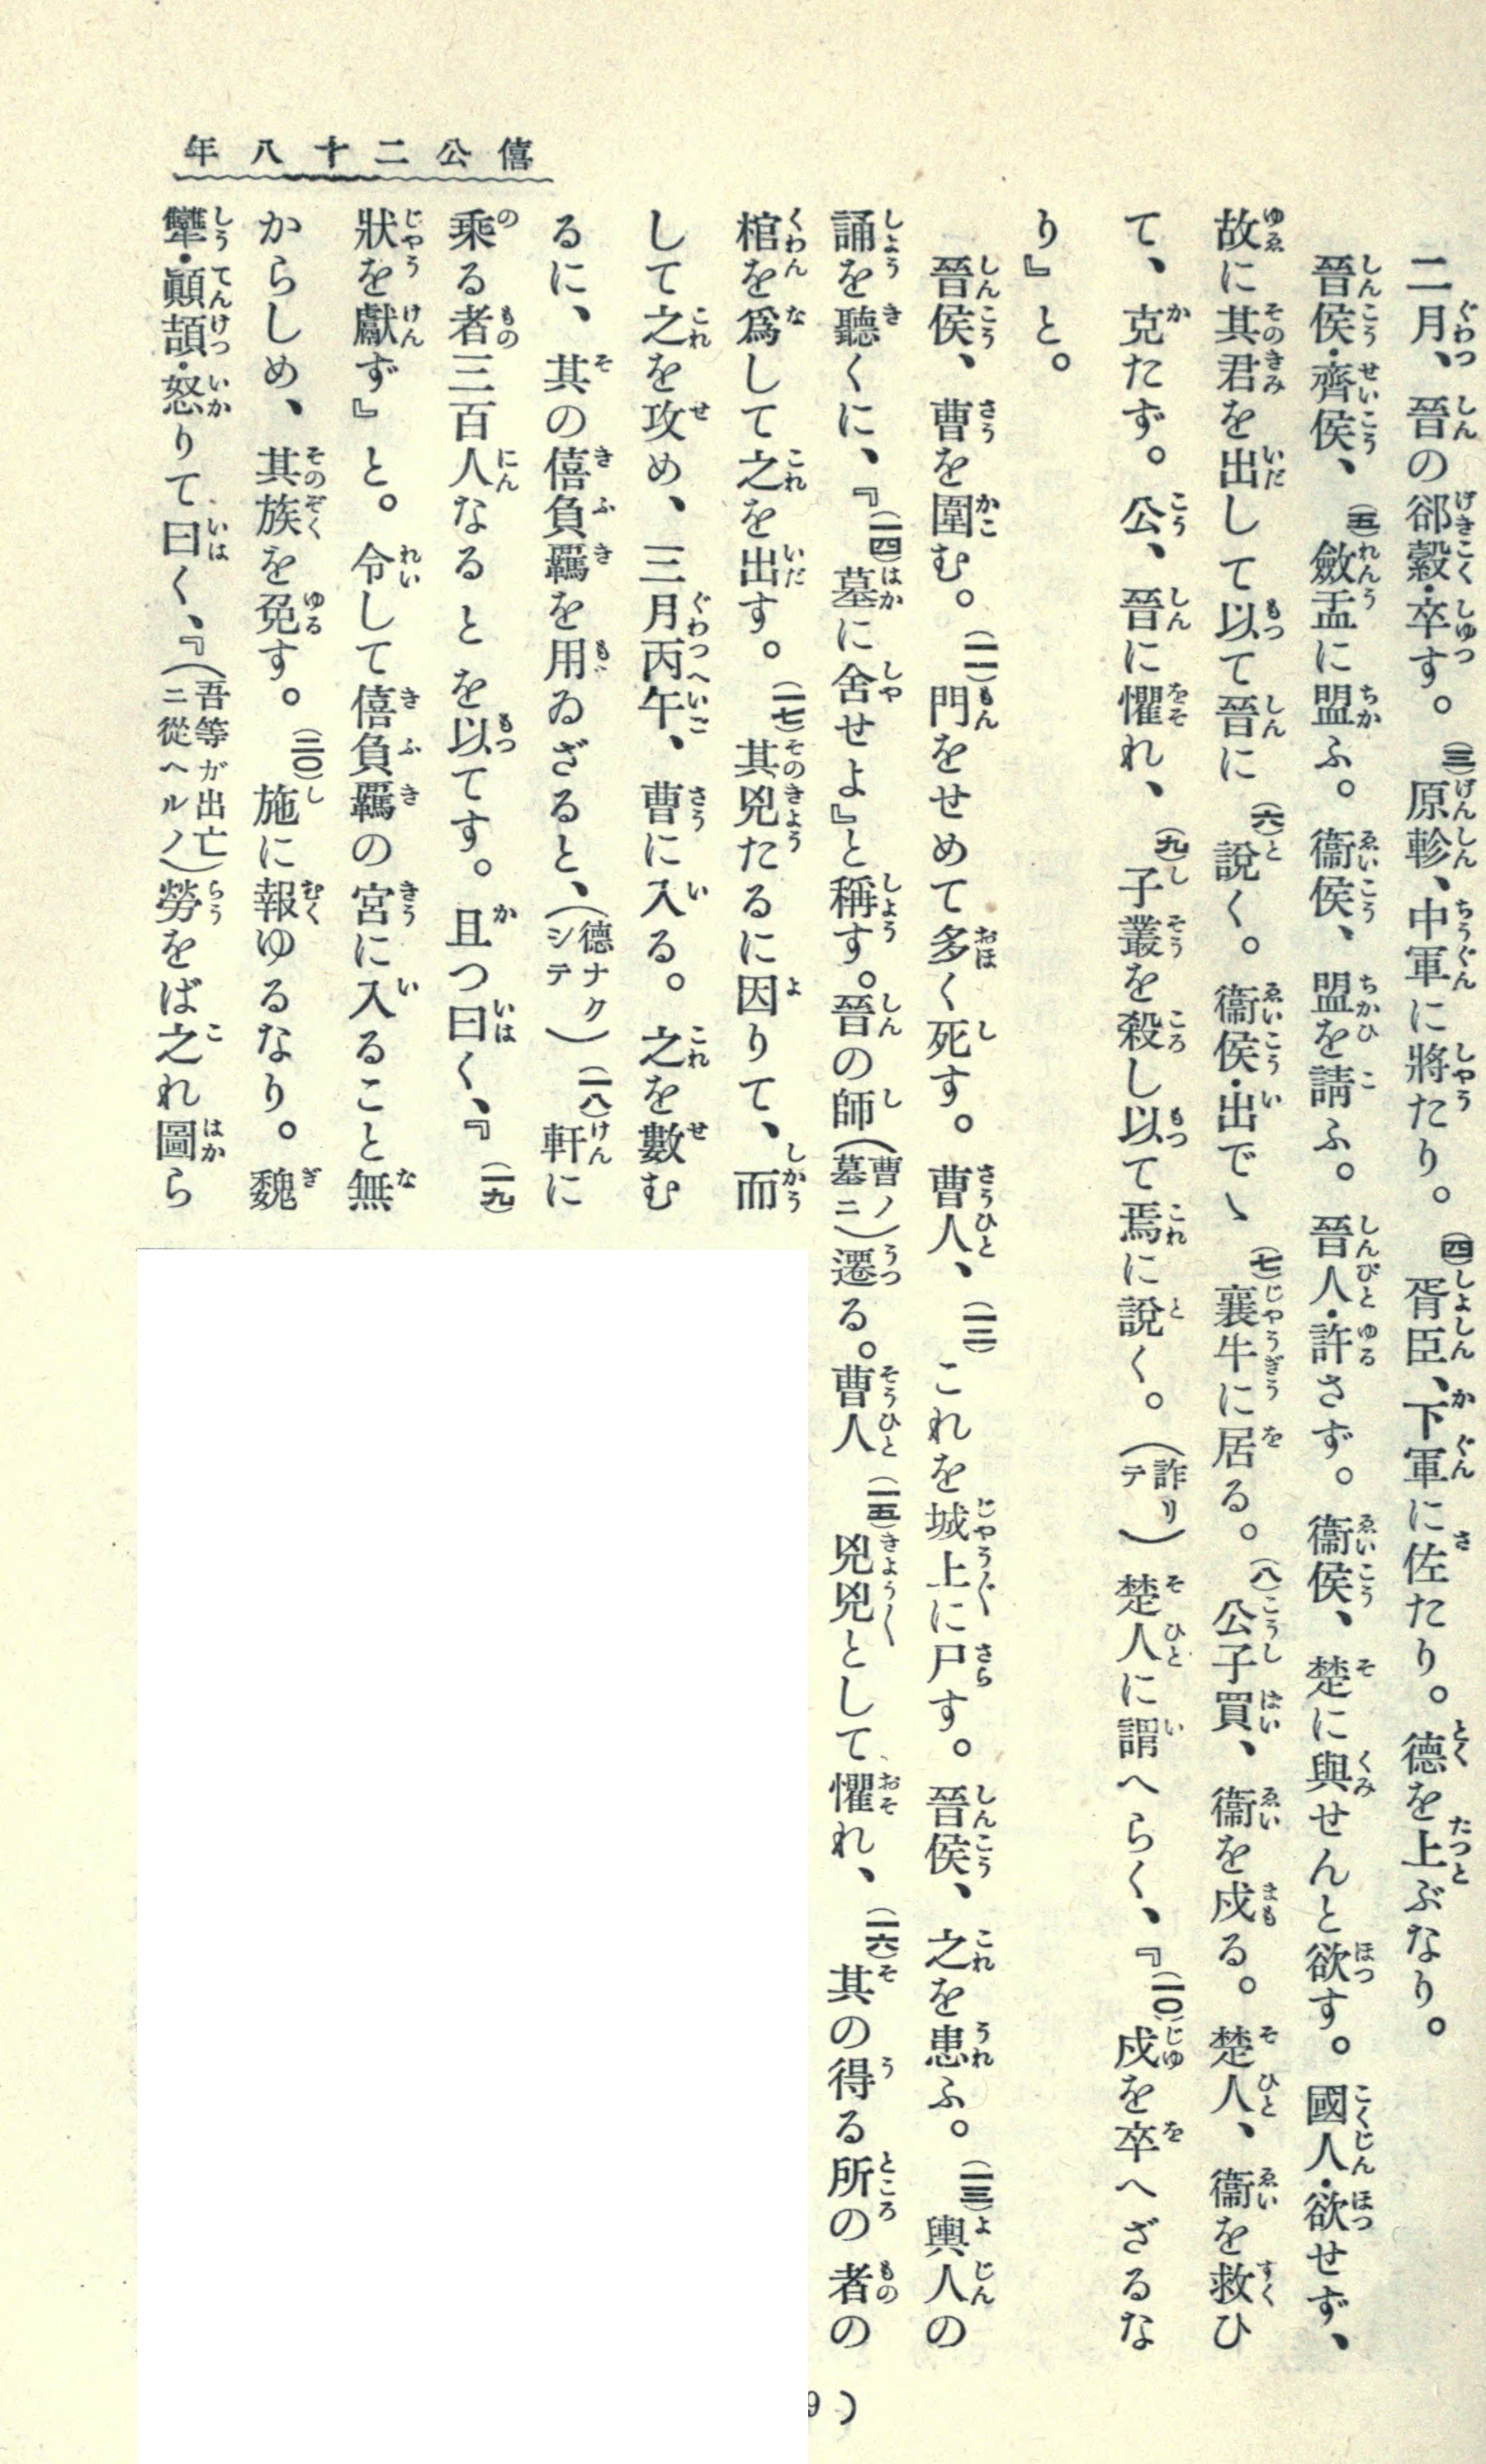 僖公二十八年
二月、晉の郤縠・卒す。(三)原軫、中軍に將たり。(四)胥臣、下軍に佐たり。德を上ぶなり。
晉侯・齊侯、(五)斂盂に盟ふ。衞侯、盟を請ふ。晉人・許さず。衞侯、楚に與せんと欲す。國人・欲せず、
故に其君を出して以て晉に(六)說く。衞侯・出でゝ(七)襄牛に居る。(八)公子買、衞を戍る。楚人、衞を救ひ
て、克たず。公、晉に懼れ、(九)子叢を殺し以て焉に說く。(詐リテ)楚人に謂へらく、『(一〇)戍を卒へざるな
り』と。
晉侯、曹を圍む。(一一)門をせめて多く死す。曹人、(一二)これを城上に尸す。晉侯、之を患ふ。(一三)輿人の
誦を聽くに、『(一四)墓に舍せよ』と稱す。晉の師(曹ノ墓ニ)遷る。曹人(一五)兇兇として懼れ、(一六)其の得る所の者の
棺を爲して之を出す。(一七)其兇たるに因りて、而
して之を攻め、三月丙午、曹に入る。之を數む
るに、其の僖負羈を用ゐざると、(德ナクシテ)(一八)軒に
乘る者三百人なるとを以てす。且つ曰く、『(一九)
狀を獻ず』と。令して僖負羈の宮に入ること無
からしめ、其族を免す。(二〇)施に報ゆるなり。魏
犫・顚頡・怒りて曰く、『(吾等ガ出亡ニ從ヘルノ)勞をば之れ圖ら
9)